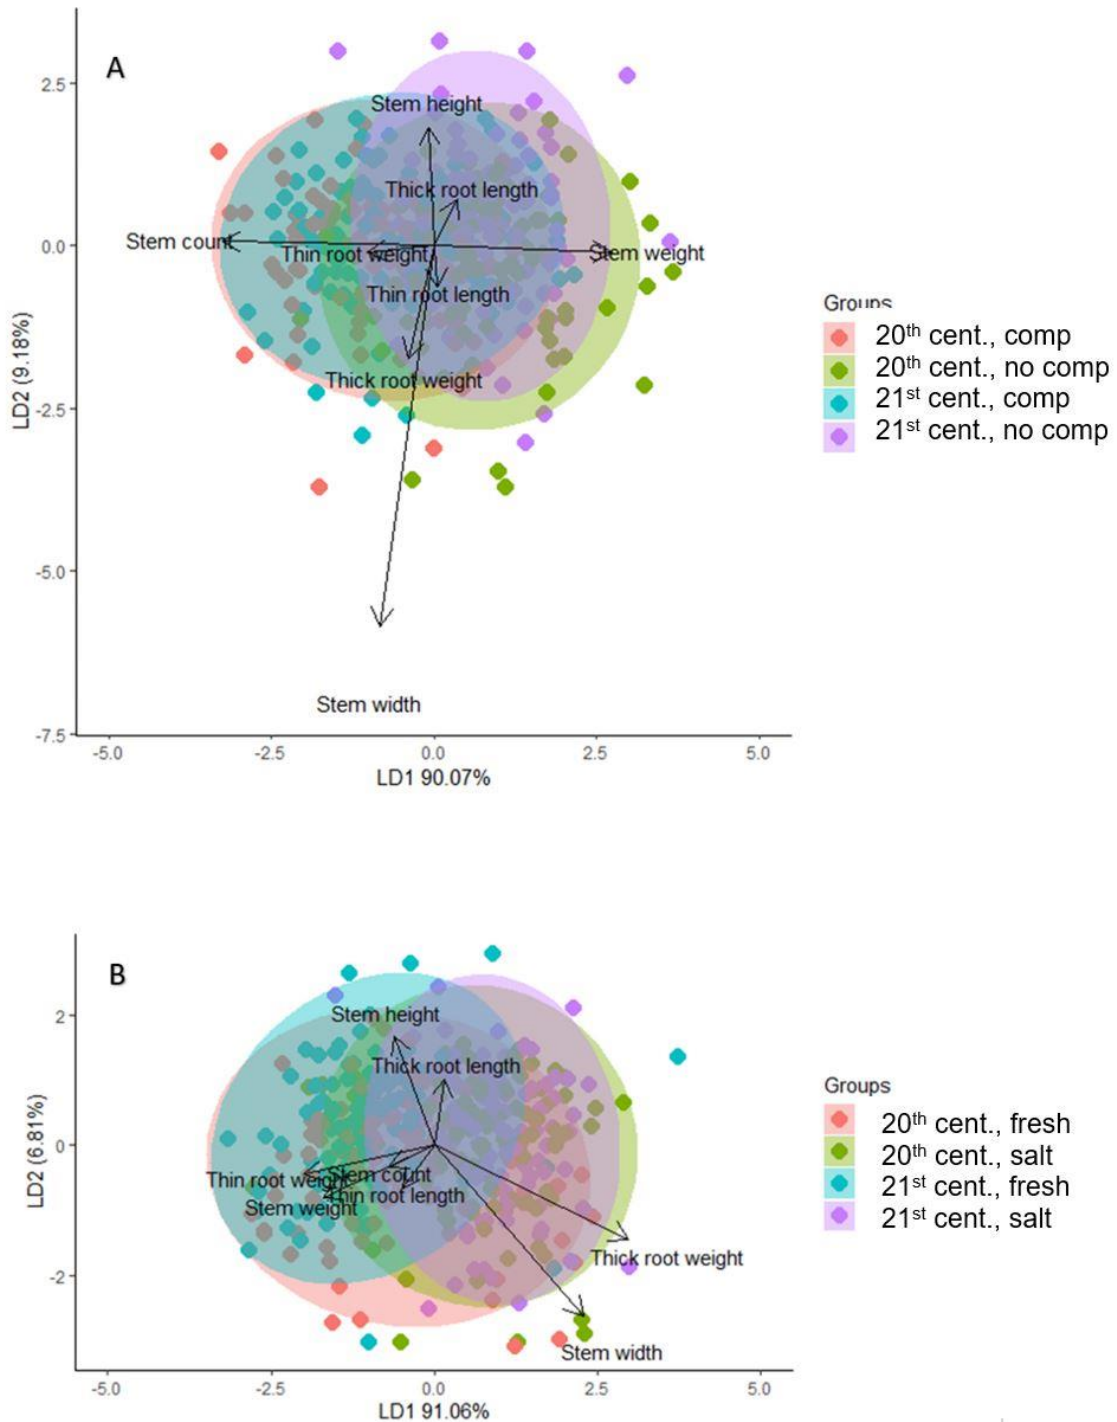 A
2.5
0.0
-2.5
-5.0
-7.5
LD2 (9.18%)
Stem height
Thick root length
Stem count
Thin root weight
Stem weight
Thin root length
Thick root weight
Stem width
-5.0
-2.5
0.0
2.5
5.0
LD1 90.07%
Groups
20th cent., comp
20th cent., no comp
21st cent., comp
21st cent., no comp
B
2
0
-2
LD2 (6.81%)
Stem height
Thick root length
Thin root weight
Stem count
Thin root length
Stem weight
Thick root weight
Stem width
-5.0
-2.5
0.0
2.5
5.0
LD1 91.06%
Groups
20th cent., fresh
20th cent., salt
21st cent., fresh
21st cent., salt